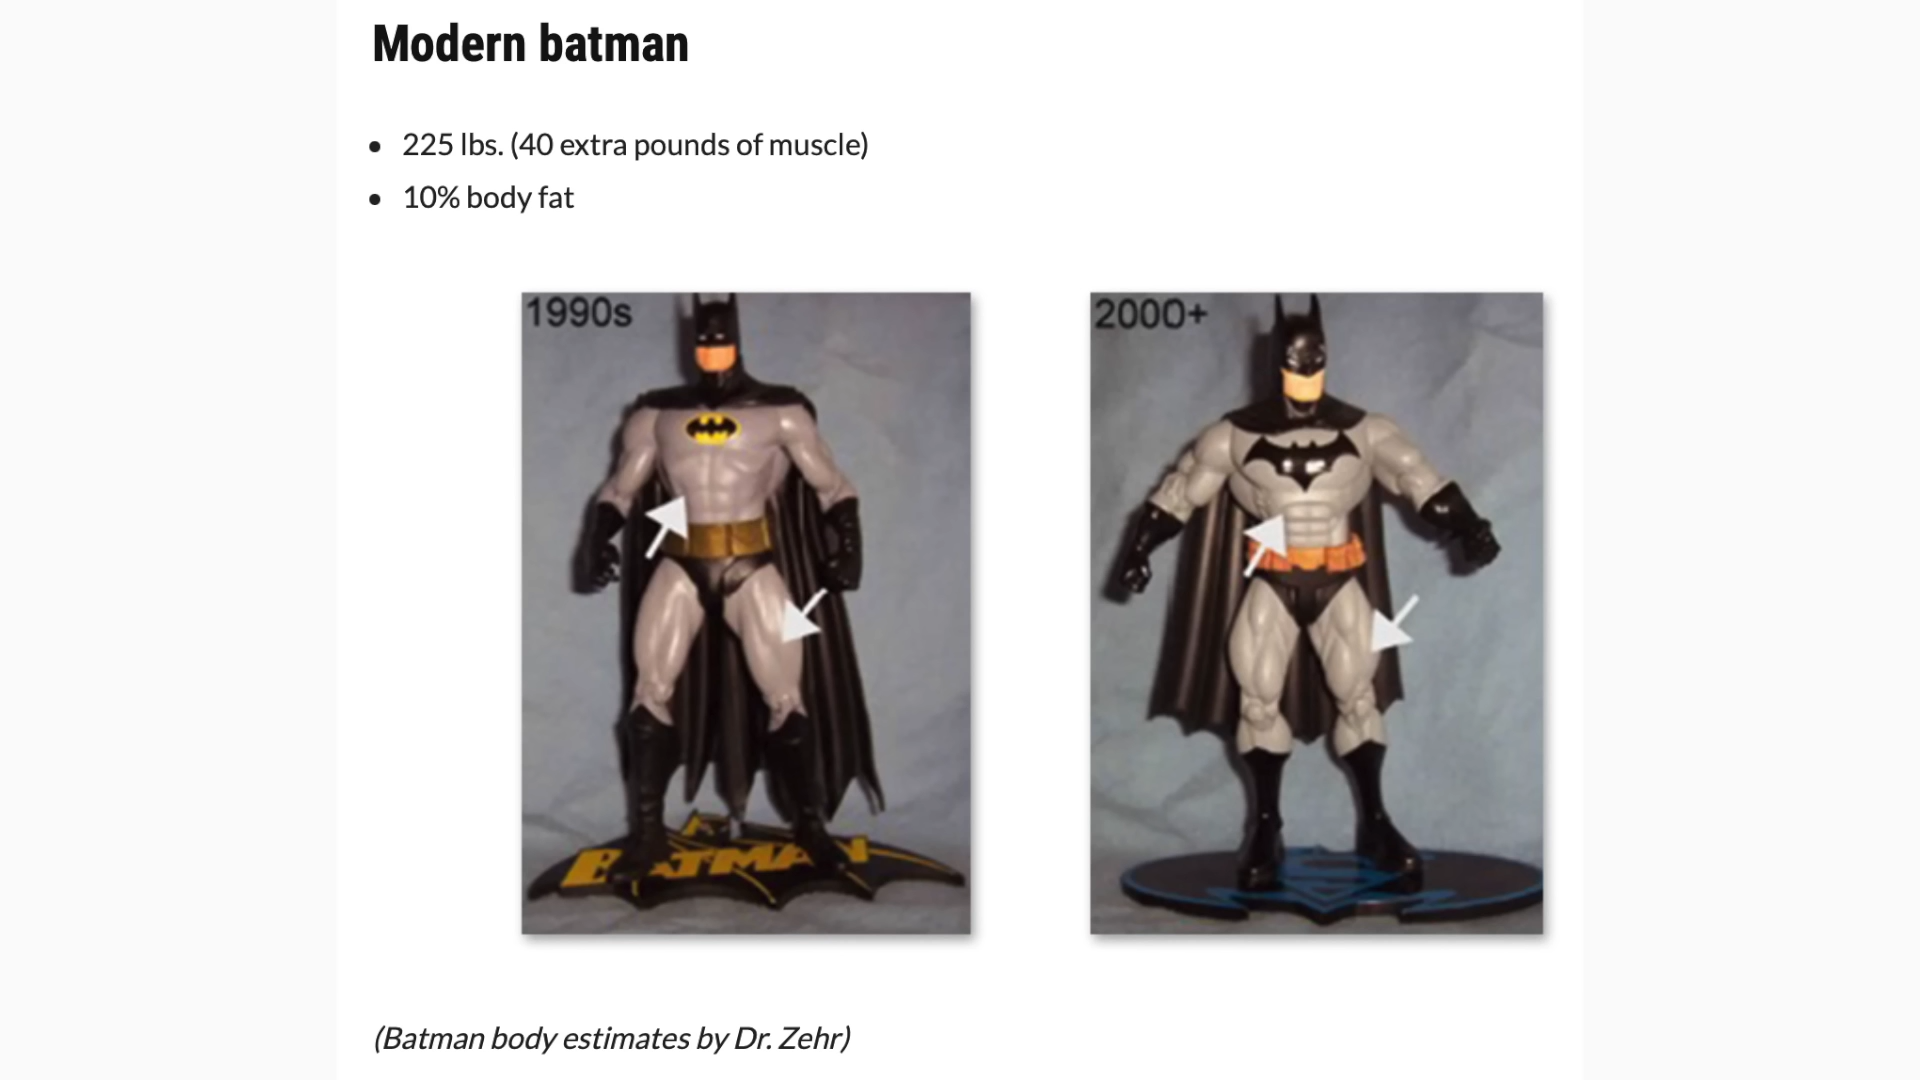 Modern batman
225 lbs. (40 extra pounds of muscle)
10% body fat
1990s
2000+
BATMAN
(Batman body estimates by Dr. Zehr)